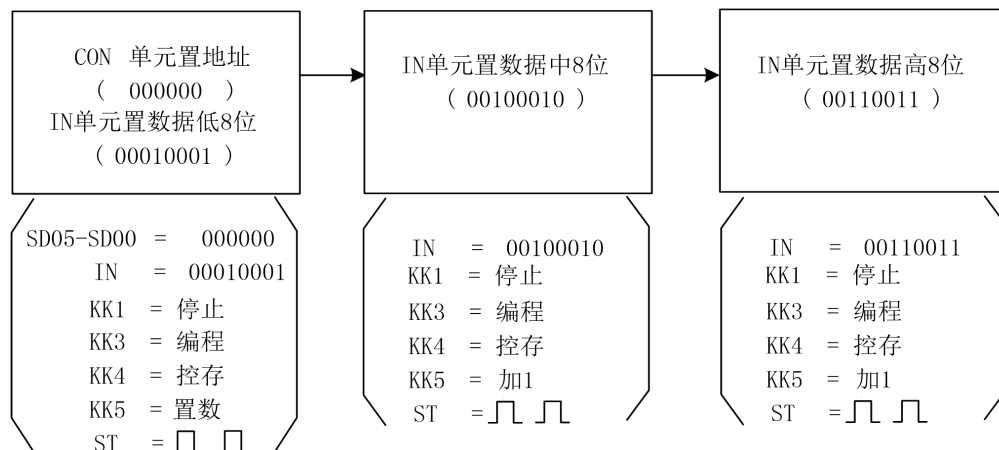 CON 单元置地址
( 000000 )
IN单元置数据低8位
( 00010001 )
IN单元置数据中8位
( 00100010 )
IN单元置数据高8位
( 00110011 )
SD05-SD00 = 000000
IN = 00010001
KK1 = 停止
KK3 = 编程
KK4 = 控存
KK5 = 置数
ST =
IN = 00100010
KK1 = 停止
KK3 = 编程
KK4 = 控存
KK5 = 加1
ST =
IN = 00110011
KK1 = 停止
KK3 = 编程
KK4 = 控存
KK5 = 加1
ST =